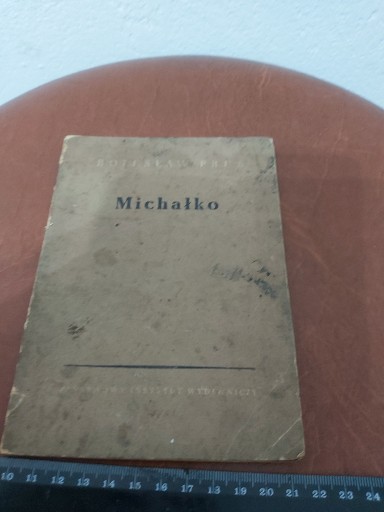 BOLESŁAW PRUS
Michałko
INSTYTUT WYDAWNICZY
10 11 12 13 14 15 16 17 18 19 20 21 22 23 24